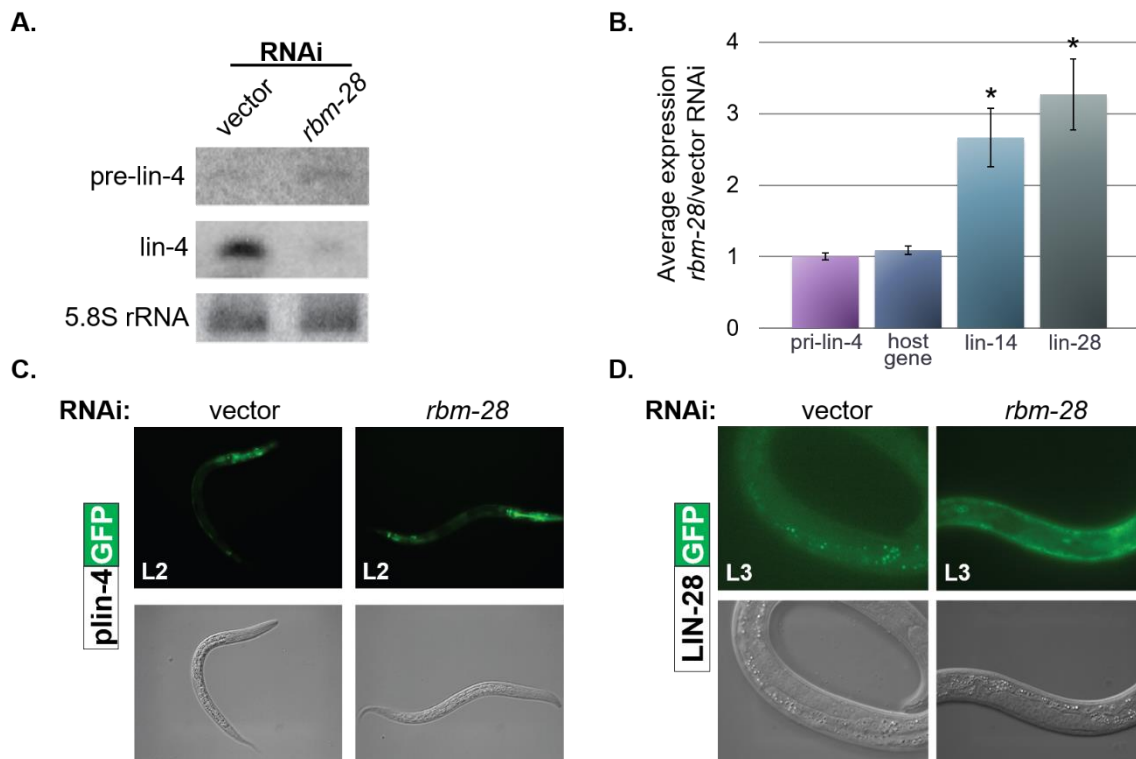 A.
RNAi
vector
rbm-28
pre-lin-4
lin-4
5.8S rRNA
B.
Average expression
rbm-28/vector RNAi
4
3
2
1
0
*
*
pri-lin-4
host
gene
lin-14
lin-28
C.
RNAi:
vector
rbm-28
plin-4 GFP
L2
L2
D.
RNAi:
vector
rbm-28
LIN-28 GFP
L3
L3